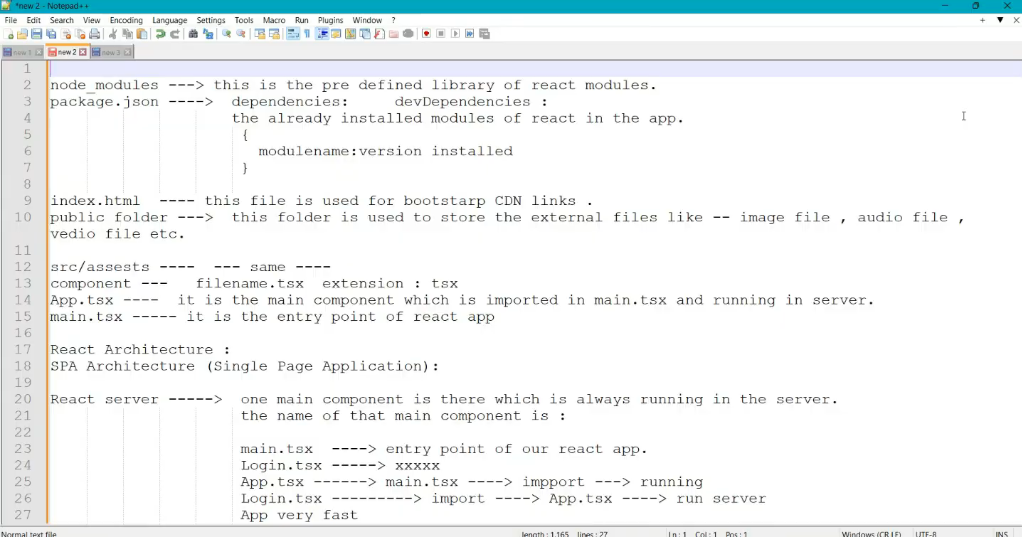 *new 2 - Notepad++
File Edit Search View Encoding Language Settings Tools Macro Run Plugins Window ?
new 1 new 2 new 3
1
2 node_modules ---> this is the pre defined library of react modules.
3 package.json ----> dependencies: devDependencies :
4 the already installed modules of react in the app.
5 {
6 modulename:version installed
7 }
8
9 index.html ---- this file is used for bootstarp CDN links .
10 public folder ---> this folder is used to store the external files like -- image file , audio file ,
vedio file etc.
11
12 src/assests ---- --- same ----
13 component --- filename.tsx extension : tsx
14 App.tsx ---- it is the main component which is imported in main.tsx and running in server.
15 main.tsx ----- it is the entry point of react app
16
17 React Architecture :
18 SPA Architecture (Single Page Application):
19
20 React server -----> one main component is there which is always running in the server.
21 the name of that main component is :
22
23 main.tsx ----> entry point of our react app.
24 Login.tsx -----> xxxxx
25 App.tsx ------> main.tsx ----> impport ---> running
26 Login.tsx ---------> import ----> App.tsx ----> run server
27 App very fast
Normal text file length : 1,165 lines : 27 Ln : 1 Col : 1 Pos : 1 Windows (CR LF) UTF-8 INS